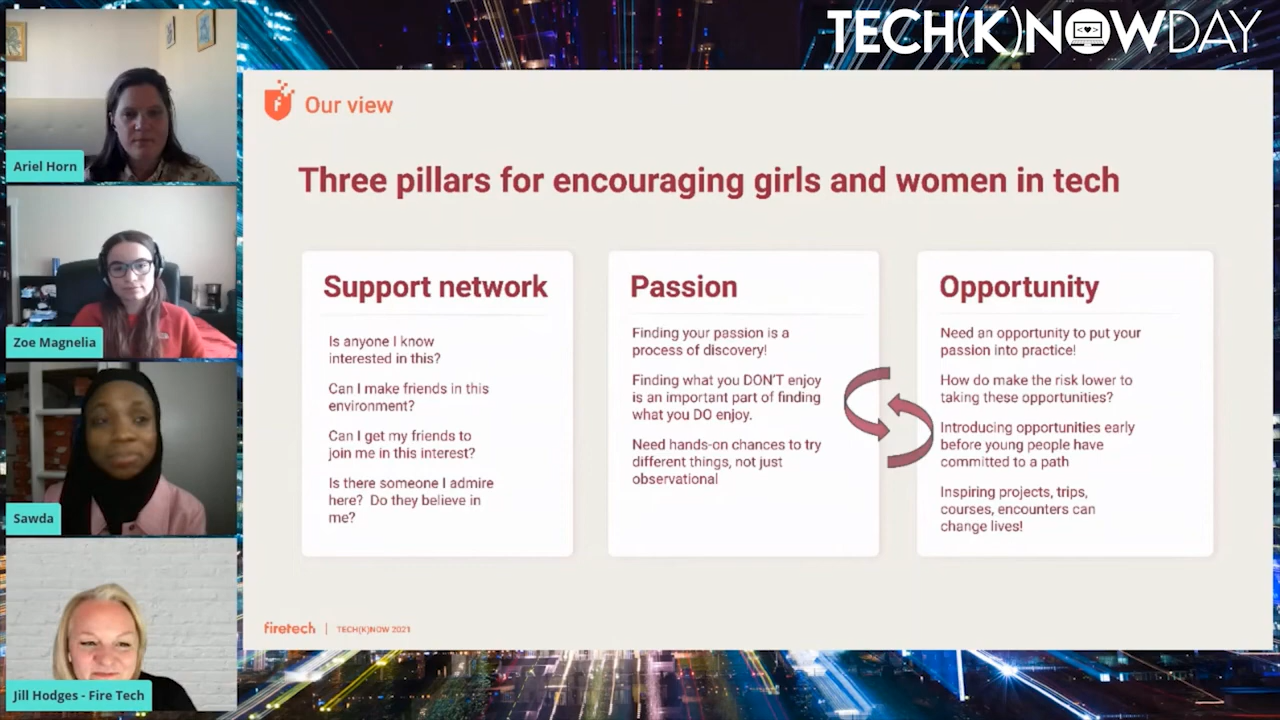 TECH(K)NOWDAY
Our view
Three pillars for encouraging girls and women in tech
Support network
Is anyone I know
interested in this?
Can I make friends in this
environment?
Can I get my friends to
join me in this interest?
Is there someone I admire
here? Do they believe in
me?
Passion
Finding your passion is a
process of discovery!
Finding what you DON'T enjoy
is an important part of finding
what you DO enjoy.
Need hands-on chances to try
different things, not just
observational
Opportunity
Need an opportunity to put your
passion into practice!
How do make the risk lower to
taking these opportunities?
Introducing opportunities early
before young people have
committed to a path
Inspiring projects, trips,
courses, encounters can
change lives!
firetech | TECH(K)NOW 2021
Ariel Horn
Zoe Magnelia
Sawda
Jill Hodges - Fire Tech